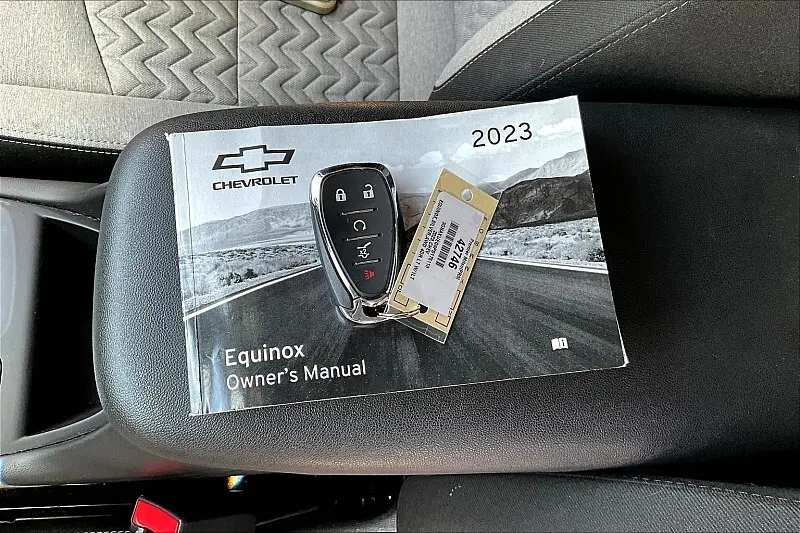 2023
CHEVROLET
42746
Equinox
Owner's Manual